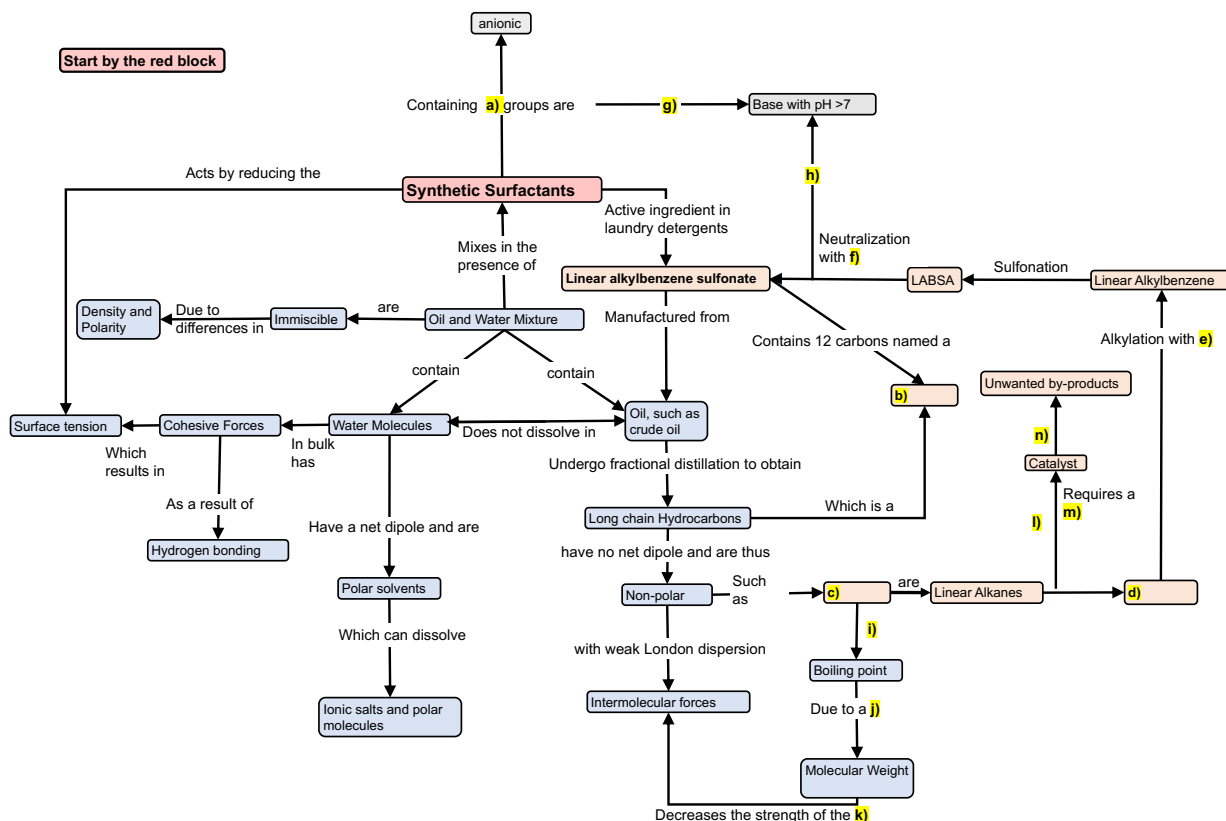 anionic
Start by the red block
Containing a) groups are
g)
Base with pH >7
Acts by reducing the
h)
Synthetic Surfactants
Active ingredient in
laundry detergents
Mixes in the
presence of
Neutralization
with f)
Linear alkylbenzene sulfonate
LABSA
Sulfonation
Linear Alkylbenzene
Density and
Polarity
Due to
differences in
Immiscible
are
Oil and Water Mixture
Manufactured from
Contains 12 carbons named a
Alkylation with e)
contain
contain
Unwanted by-products
b)
Surface tension
Cohesive Forces
Water Molecules
Does not dissolve in
Oil, such as
crude oil
Which
results in
In bulk
has
n)
Catalyst
Undergo fractional distillation to obtain
Requires a
m)
l)
As a result of
Long chain Hydrocarbons
Which is a
Have a net dipole and are
Hydrogen bonding
have no net dipole and are thus
Polar solvents
Non-polar
Such
as
c)
are
Linear Alkanes
d)
i)
Which can dissolve
with weak London dispersion
Boiling point
Ionic salts and polar
molecules
Intermolecular forces
Due to a j)
Molecular Weight
Decreases the strength of the k)